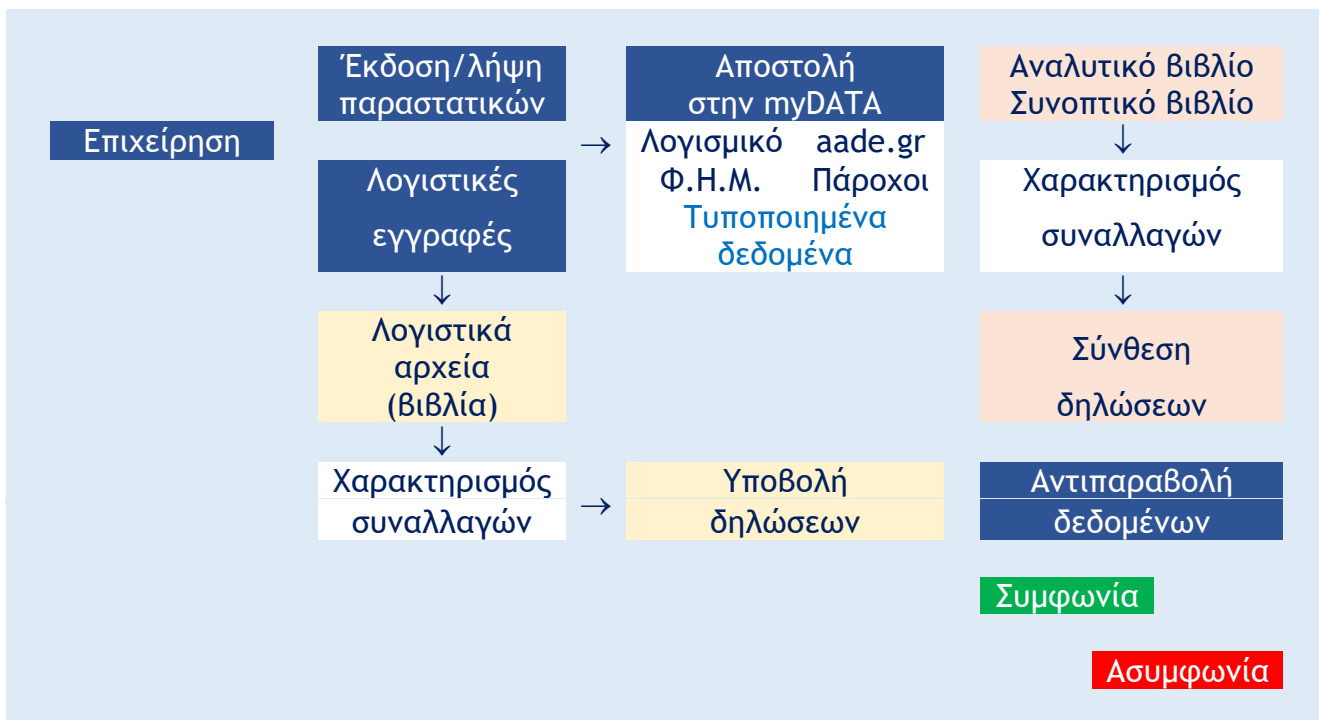 Επιχείρηση
Έκδοση/λήψη
παραστατικών
Λογιστικές
εγγραφές
↓
Λογιστικά
αρχεία
(βιβλία)
↓
Χαρακτηρισμός
συναλλαγών
→
Αποστολή
στην myDATA
Λογισμικό aade.gr
Φ.Η.Μ. Πάροχοι
Τυποποιημένα
δεδομένα
→
Υποβολή
δηλώσεων
Αναλυτικό βιβλίο
Συνοπτικό βιβλίο
↓
Χαρακτηρισμός
συναλλαγών
↓
Σύνθεση
δηλώσεων
Αντιπαραβολή
δεδομένων
Συμφωνία
Ασυμφωνία